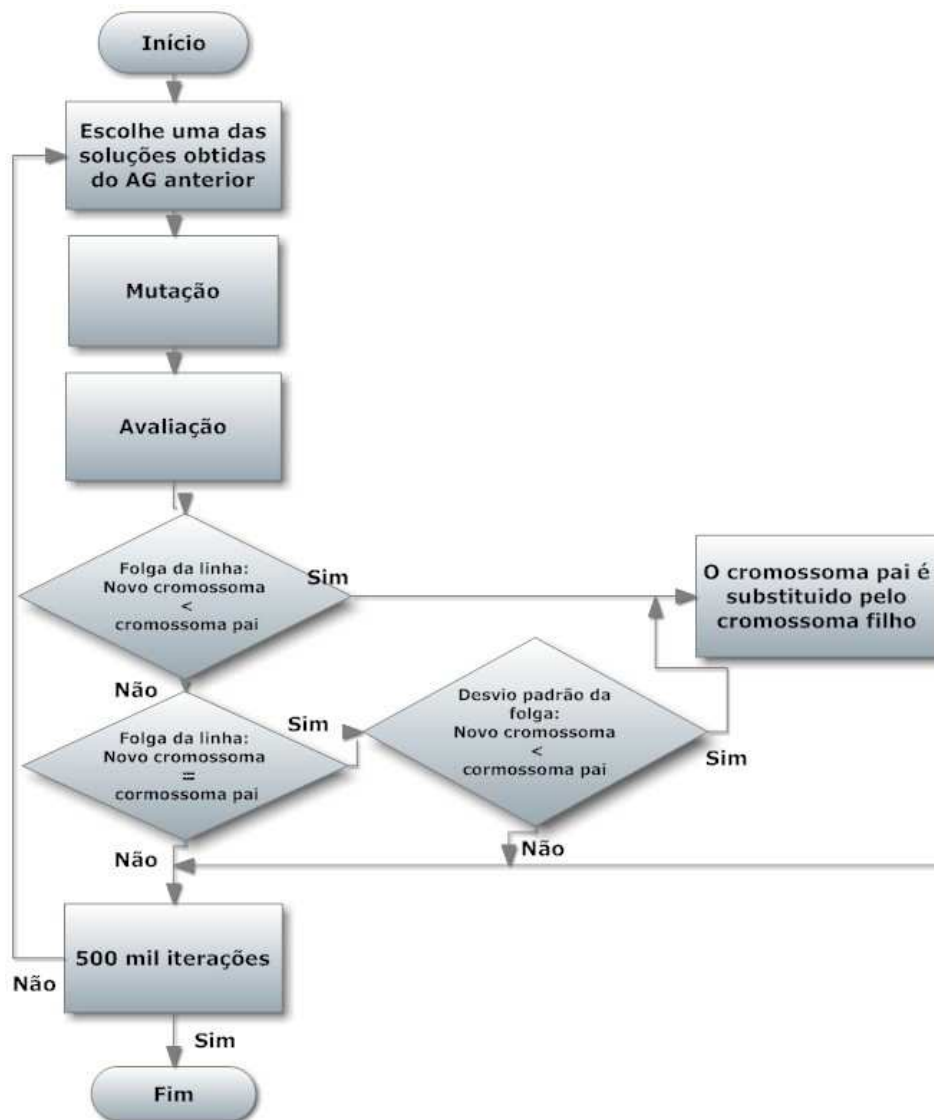 Início
Escolhe uma das
soluções obtidas
do AG anterior
Mutação
Avaliação
Folga da linha:
Novo cromossoma
<
cromossoma pai
Sim
O cromossoma pai é
substituido pelo
cromossoma filho
Não
Folga da linha:
Novo cromossoma
=
cormossoma pai
Sim
Desvio padrão da
folga:
Novo cromossoma
<
cormossoma pai
Sim
Não
Não
500 mil iterações
Não
Sim
Fim